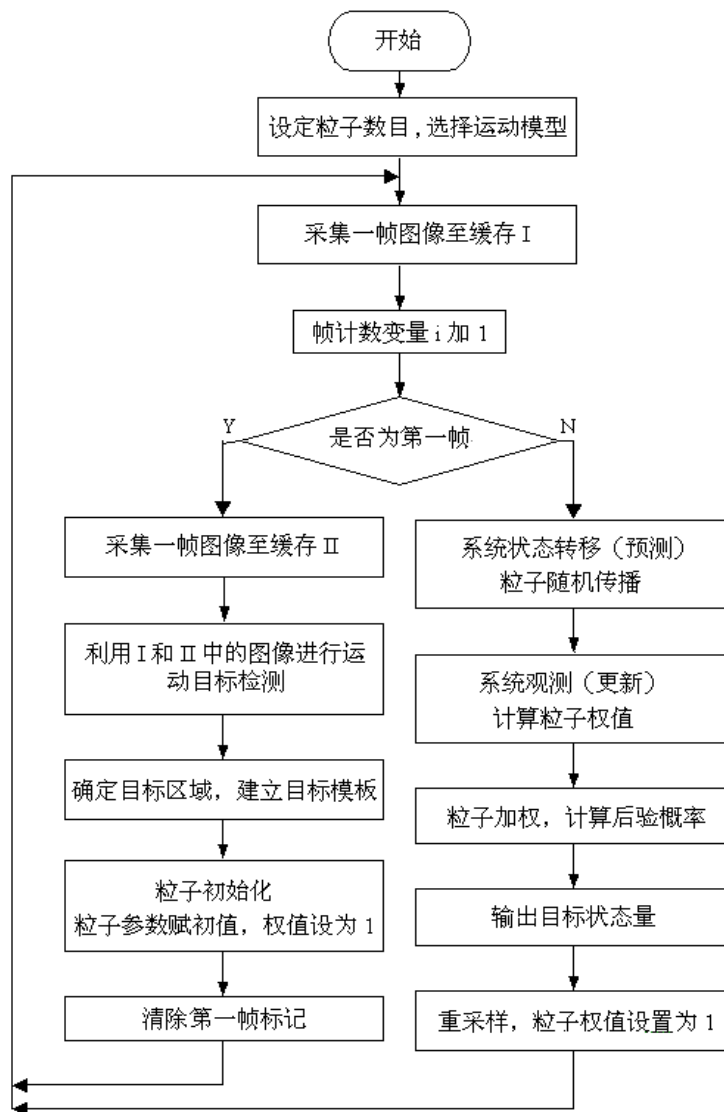 开始
设定粒子数目,选择运动模型
采集一帧图像至缓存 I
帧计数变量 i 加 1
是否为第一帧
Y
N
采集一帧图像至缓存 II
利用 I 和 II 中的图像进行运
动目标检测
确定目标区域，建立目标模板
粒子初始化
粒子参数赋初值，权值设为 1
清除第一帧标记
系统状态转移（预测）
粒子随机传播
系统观测（更新）
计算粒子权值
粒子加权，计算后验概率
输出目标状态量
重采样，粒子权值设置为 1